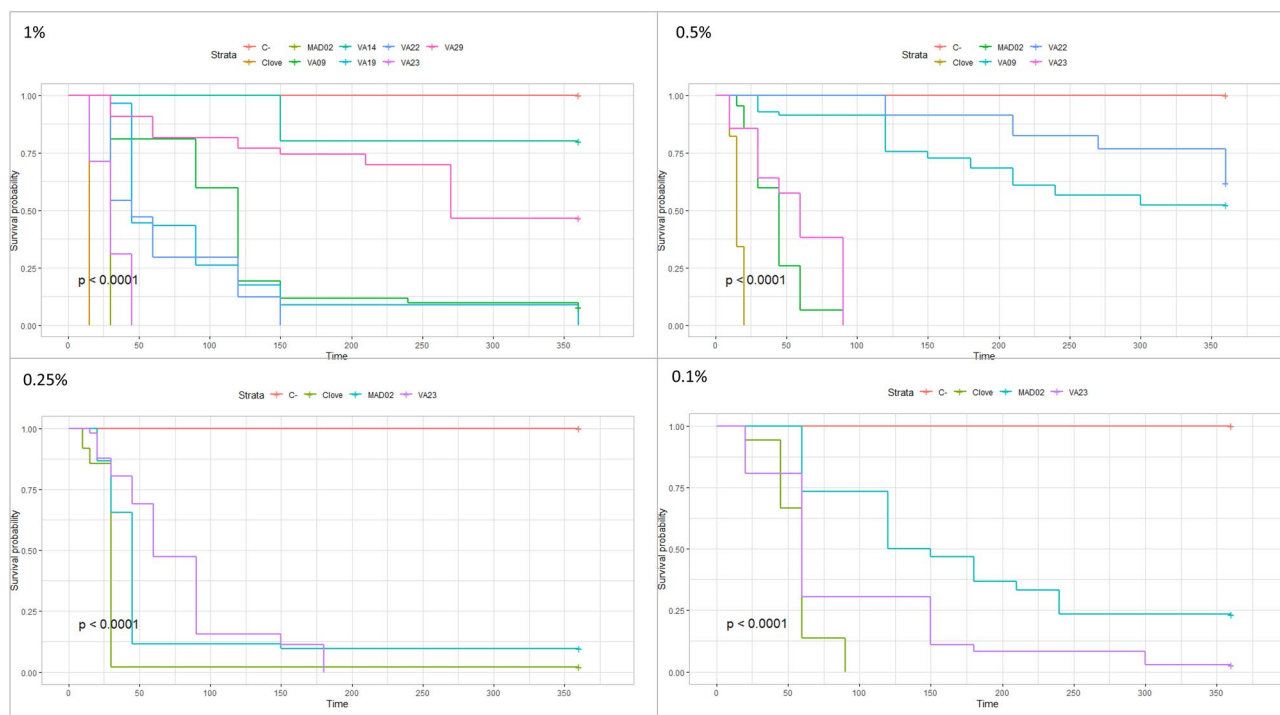 1%
Strata C- MAD02 VA14 VA22 VA29
Clove VA09 VA19 VA23
Survival probability
1.00
0.75
0.50
0.25
0.00
p < 0.0001
0 50 100 150 200 250 300 350
Time
0.5%
Strata C- MAD02 VA22
Clove VA09 VA23
Survival probability
1.00
0.75
0.50
0.25
0.00
p < 0.0001
0 50 100 150 200 250 300 350
Time
0.25%
Strata C- Clove MAD02 VA23
Survival probability
1.00
0.75
0.50
0.25
0.00
p < 0.0001
0 50 100 150 200 250 300 350
Time
0.1%
Strata C- Clove MAD02 VA23
Survival probability
1.00
0.75
0.50
0.25
0.00
p < 0.0001
0 50 100 150 200 250 300 350
Time